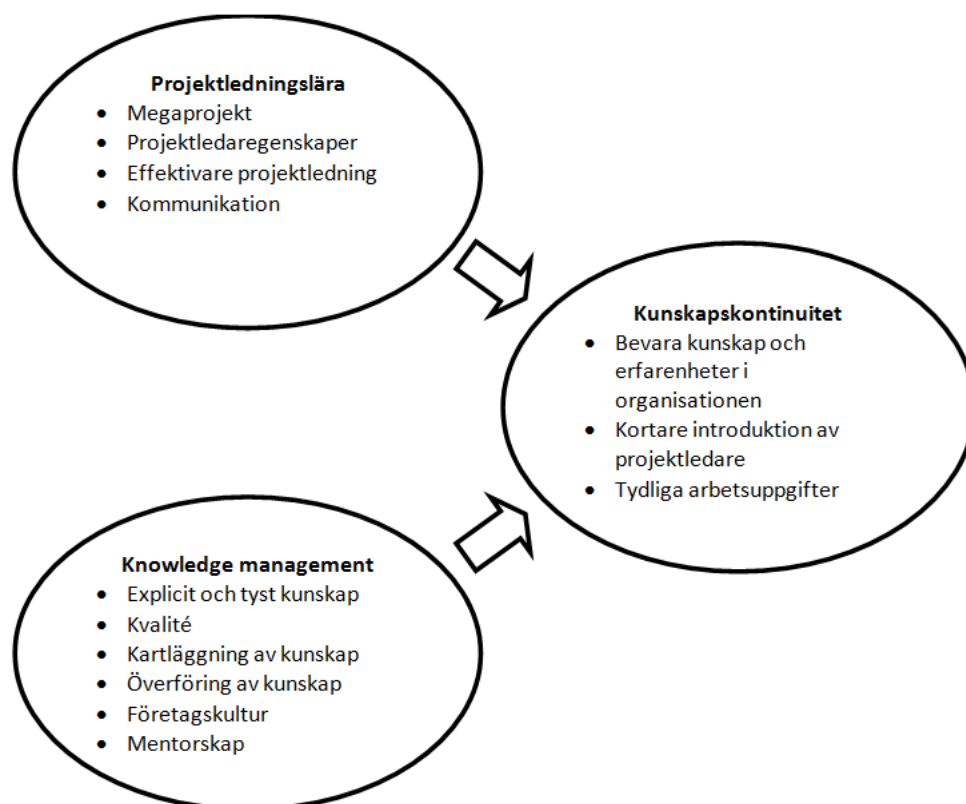 Projektledningslära
• Megaprojekt
• Projektledaregenskaper
• Effektivare projektledning
• Kommunikation
Kunskapskontinuitet
• Bevara kunskap och
erfarenheter i
organisationen
• Kortare introduktion av
projektledare
• Tydliga arbetsuppgifter
Knowledge management
• Explicit och tyst kunskap
• Kvalité
• Kartläggning av kunskap
• Överföring av kunskap
• Företagskultur
• Mentorskap